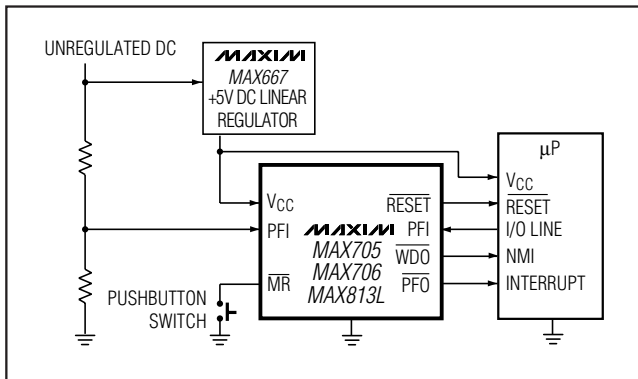 UNREGULATED DC
MAXIM
MAX667
+5V DC LINEAR
REGULATOR
μP
VCC
RESET
I/O LINE
NMI
INTERRUPT
VCC
PFI
MR
MAXIM
MAX705
MAX706
MAX813L
RESET
PFI
WDO
PFO
PUSHBUTTON
SWITCH